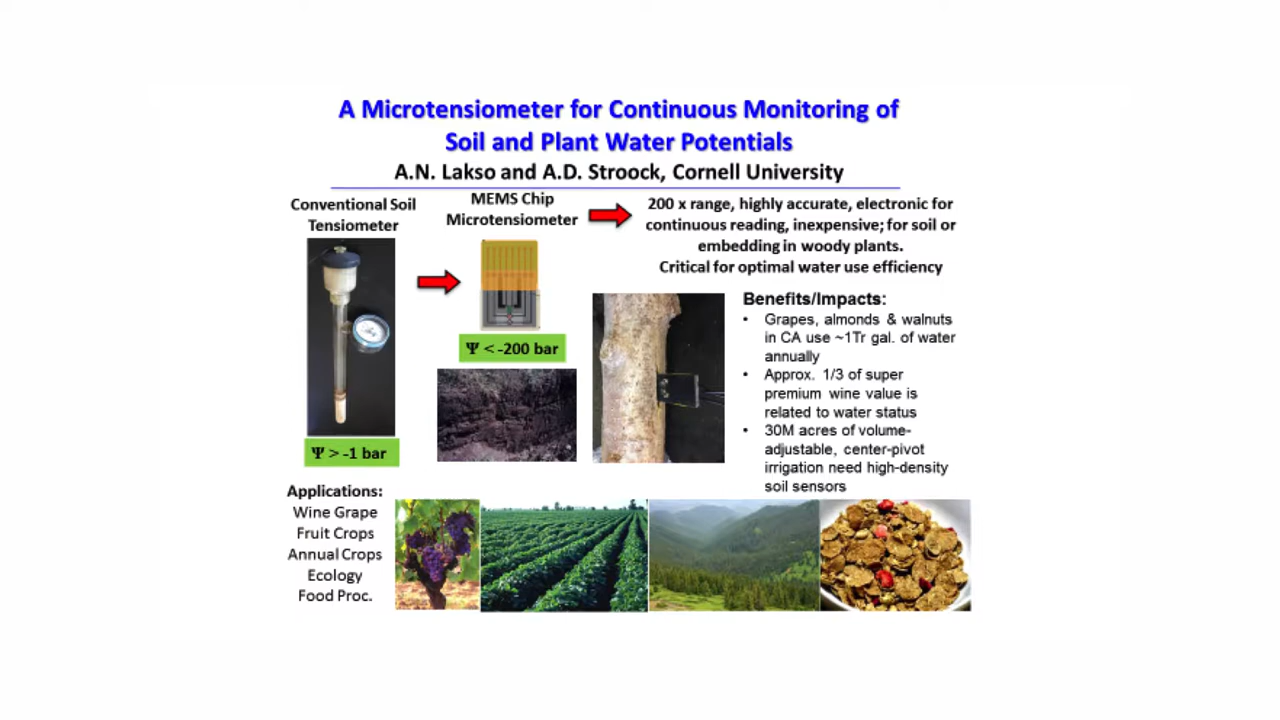 A Microtensiometer for Continuous Monitoring of
Soil and Plant Water Potentials
A.N. Lakso and A.D. Stroock, Cornell University
Conventional Soil
Tensiometer
MEMS Chip
Microtensiometer
200 x range, highly accurate, electronic for
continuous reading, inexpensive; for soil or
embedding in woody plants.
Critical for optimal water use efficiency
Ψ > -1 bar
Ψ < -200 bar
Benefits/Impacts:
• Grapes, almonds & walnuts
in CA use ~1Tr gal. of water
annually
• Approx. 1/3 of super
premium wine value is
related to water status
• 30M acres of volume-
adjustable, center-pivot
irrigation need high-density
soil sensors
Applications:
Wine Grape
Fruit Crops
Annual Crops
Ecology
Food Proc.